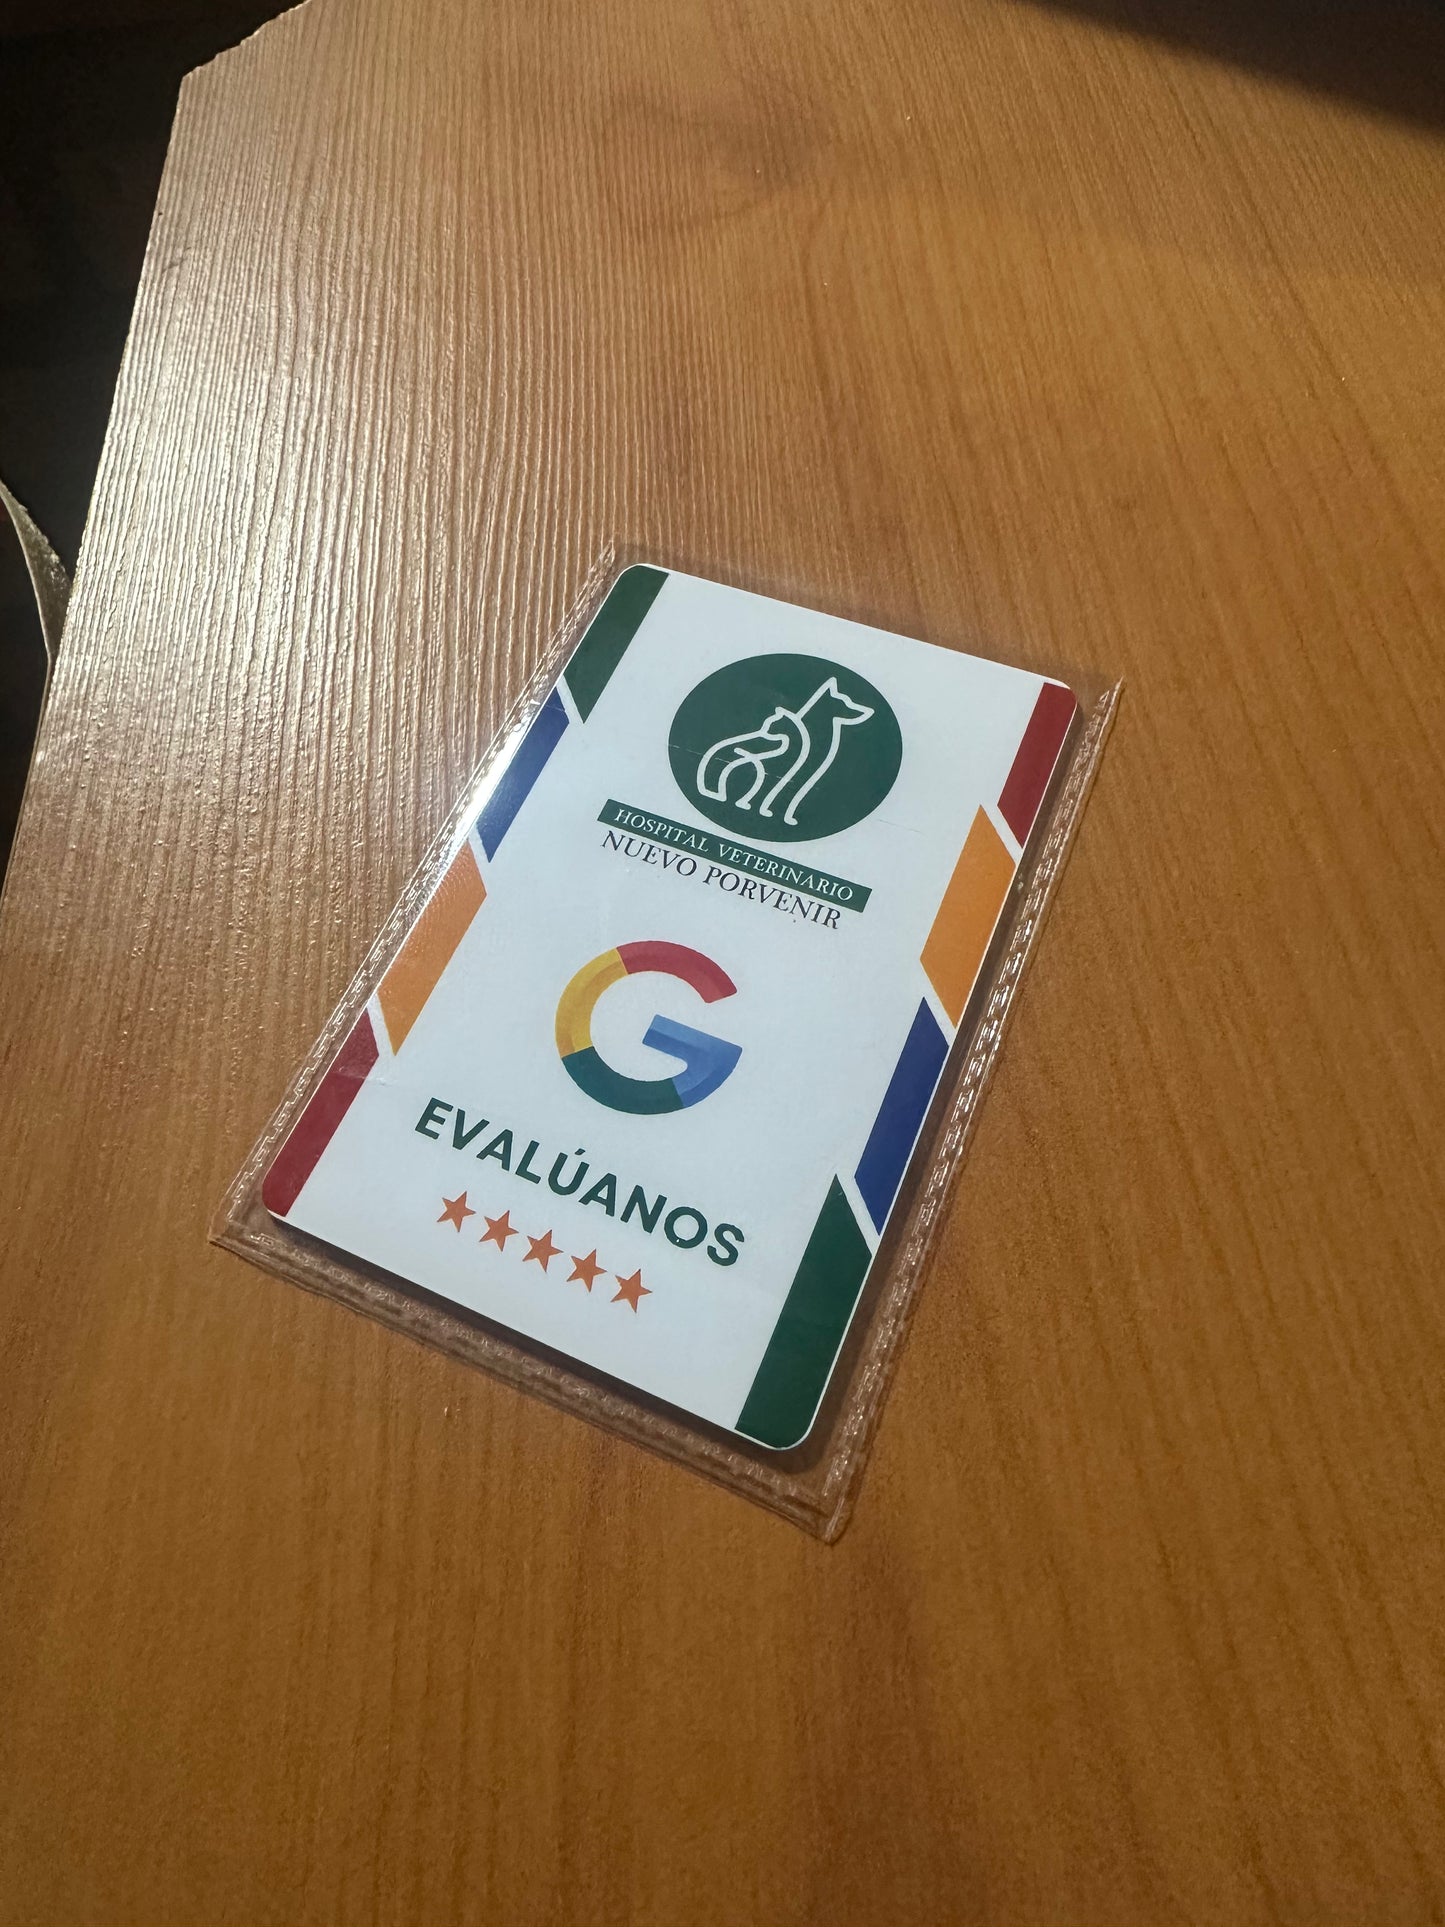 HOSPITAL VETERINARIO
NUEVO PORVENIR
G
EVALÚANOS